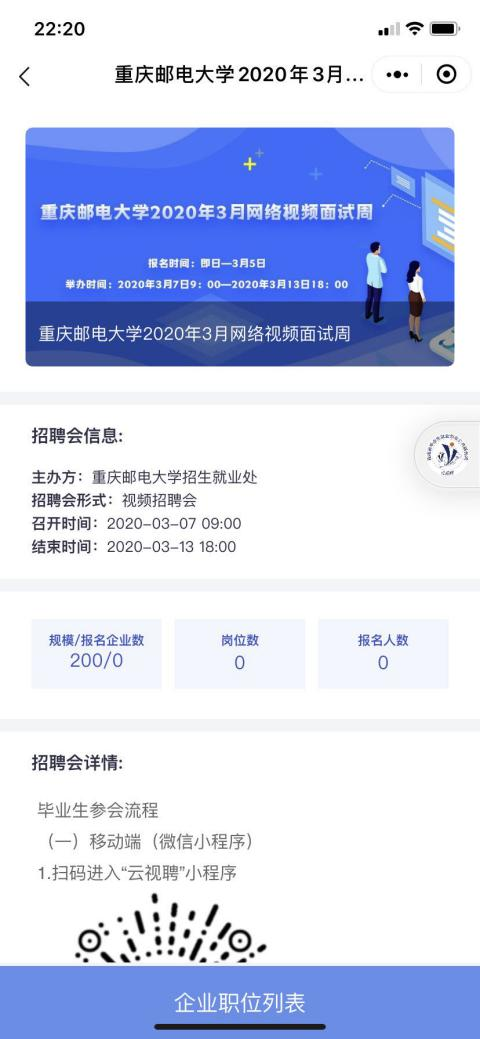 22:20
重庆邮电大学2020年3月...
重庆邮电大学2020年3月网络视频面试周
报名时间：即日—3月5日
举办时间：2020年3月7日9：00—2020年3月13日18：00
重庆邮电大学2020年3月网络视频面试周
招聘会信息:
主办方：重庆邮电大学招生就业处
招聘会形式：视频招聘会
召开时间：2020-03-07 09:00
结束时间：2020-03-13 18:00
规模/报名企业数
200/0
岗位数
0
报名人数
0
招聘会详情:
毕业生参会流程
（一）移动端（微信小程序）
1.扫码进入“云视聘”小程序
企业职位列表